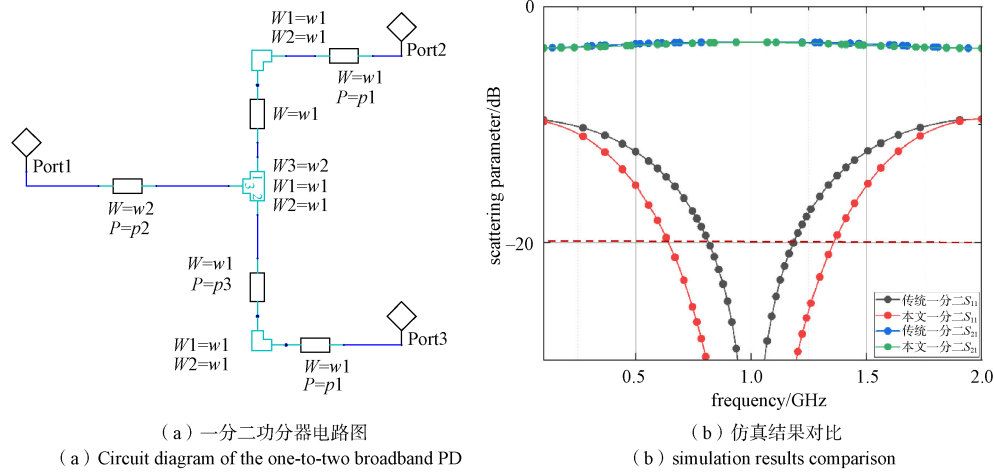 W1=w1
W2=w1
Port2
W=w1
P=p1
W=w1
Port1
W3=w2
W1=w1
W2=w1
1
3
2
W=w2
P=p2
W=w1
P=p3
Port3
W1=w1
W2=w1
W=w1
P=p1
(a)一分二功分器电路图
(a)Circuit diagram of the one-to-two broadband PD
0
−20
scattering parameter/dB
传统一分二S11
本文一分二S11
传统一分二S21
本文一分二S21
0.5 1.0 1.5 2.0
frequency/GHz
(b)仿真结果对比
(b)simulation results comparison